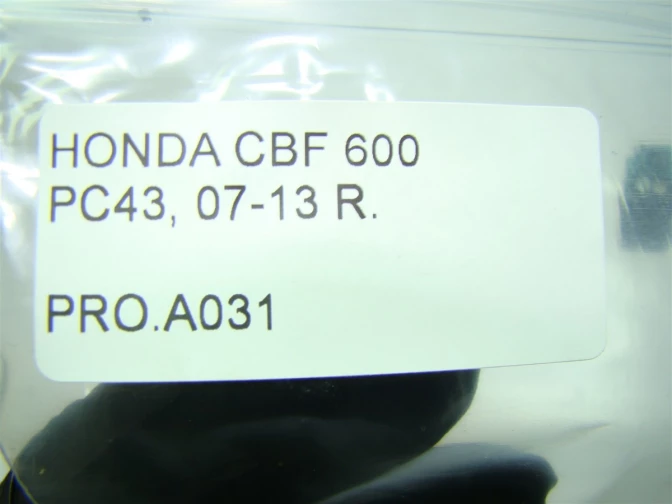 HONDA CBF 600
PC43, 07-13 R.
PRO.A031